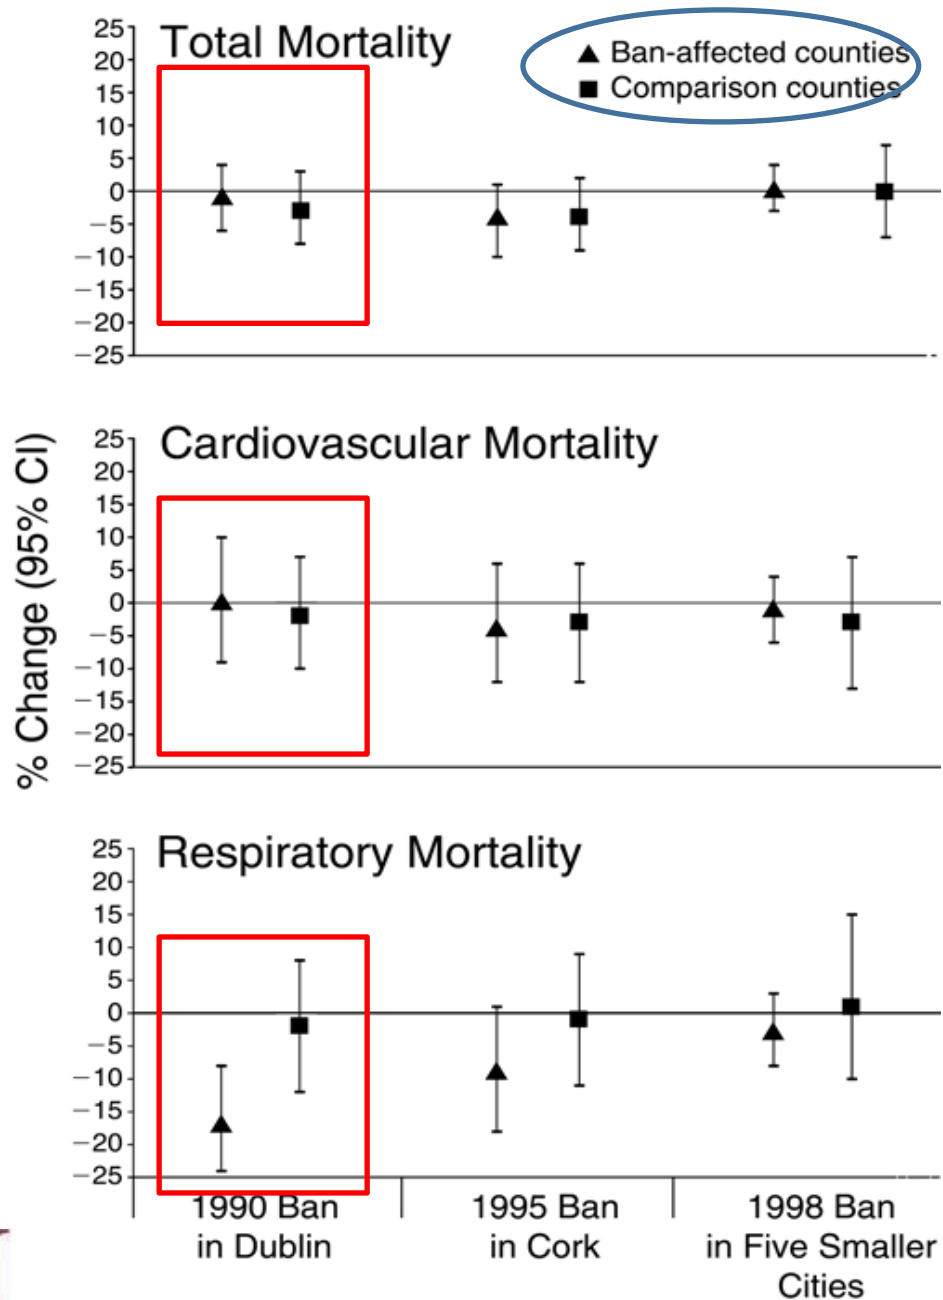 Total Mortality
▲ Ban-affected counties
■ Comparison counties
25
20
15
10
5
0
−5
−10
−15
−20
−25
% Change (95% CI)
Cardiovascular Mortality
25
20
15
10
5
0
−5
−10
−15
−20
−25
Respiratory Mortality
25
20
15
10
5
0
−5
−10
−15
−20
−25
1990 Ban
in Dublin
1995 Ban
in Cork
1998 Ban
in Five Smaller
Cities